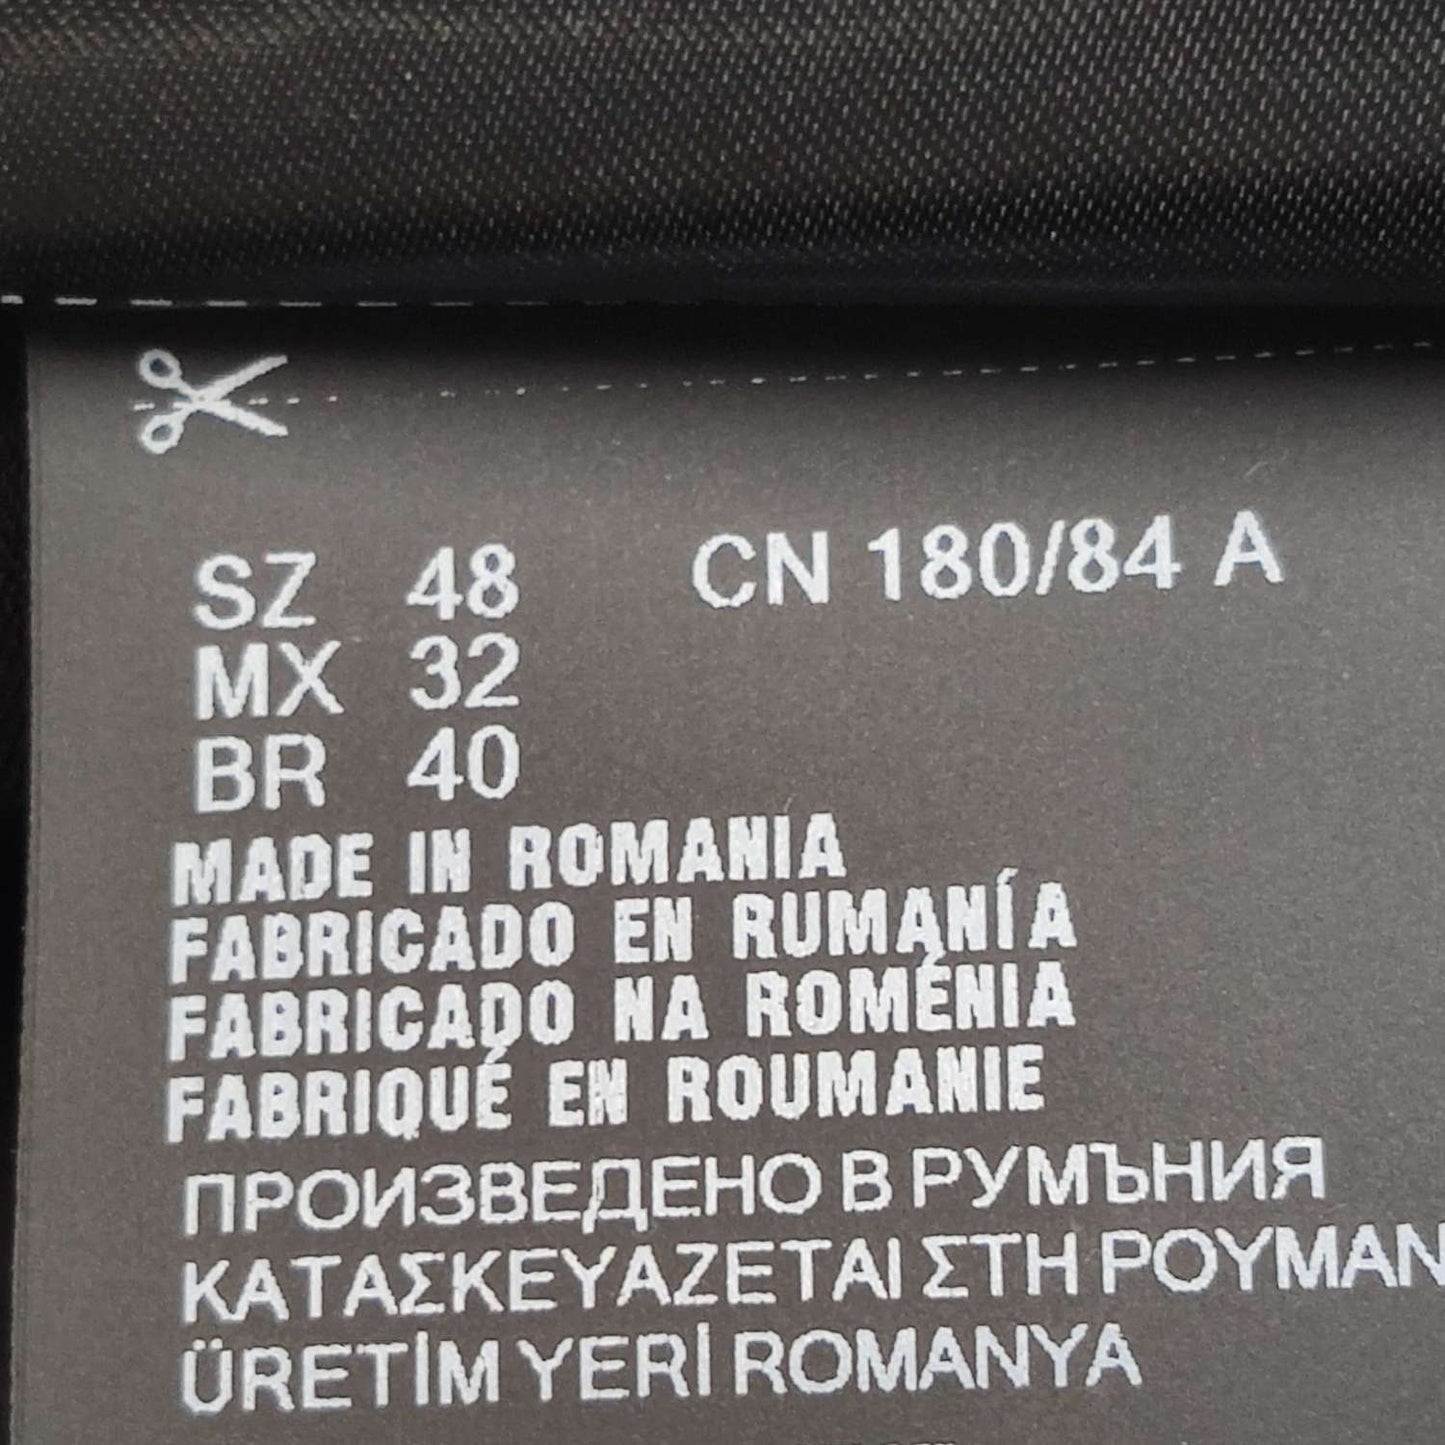 SZ 48 CN 180/84 A
MX 32
BR 40
MADE IN ROMANIA
FABRICADO EN RUMANÍA
FABRICADO NA ROMÉNIA
FABRIQUÉ EN ROUMANIE
ПРОИЗВЕДЕНО В РУМЪНИЯ
ΚΑΤΑΣΚΕΥΑΖΕΤΑΙ ΣΤΗ ΡΟΥΜΑΝ
ÜRETİM YERİ ROMANYA